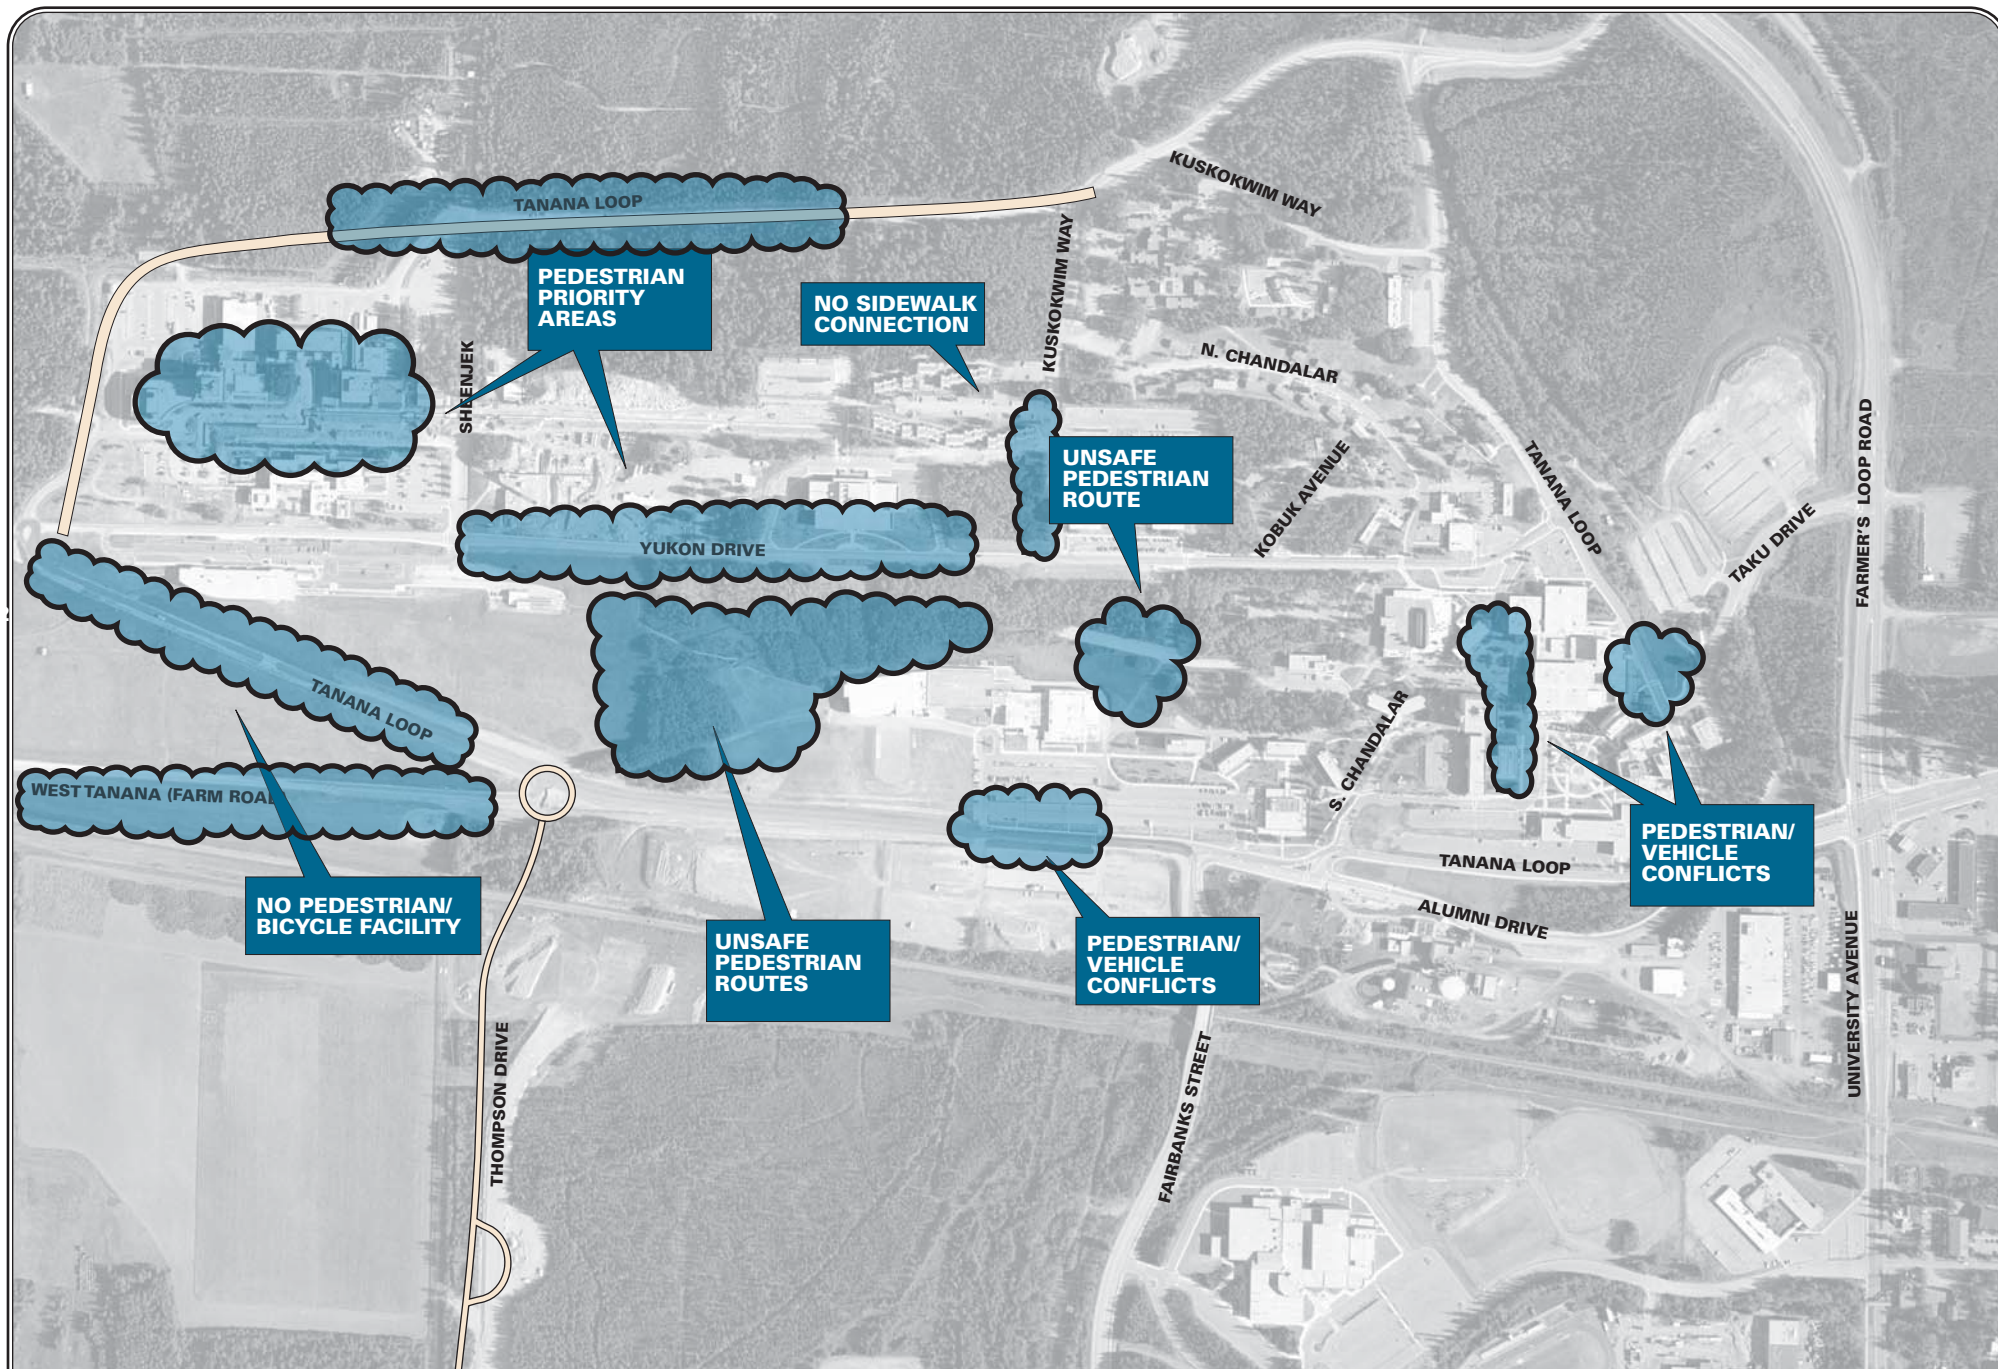 KUSKOKWIM WAY
TANANA LOOP
KUSKOKWIM WAY
PEDESTRIAN
PRIORITY
AREAS
NO SIDEWALK
CONNECTION
SHEENJEK
N. CHANDALAR
UNSAFE
PEDESTRIAN
ROUTE
KOBUK AVENUE
TANANA LOOP
FARMER'S LOOP ROAD
TAKU DRIVE
YUKON DRIVE
TANANA LOOP
S. CHANDALAR
WEST TANANA (FARM ROAD
PEDESTRIAN/
VEHICLE
CONFLICTS
TANANA LOOP
ALUMNI DRIVE
NO PEDESTRIAN/
BICYCLE FACILITY
UNSAFE
PEDESTRIAN
ROUTES
PEDESTRIAN/
VEHICLE
CONFLICTS
UNIVERSITY AVENUE
THOMPSON DRIVE
FAIRBANKS STREET